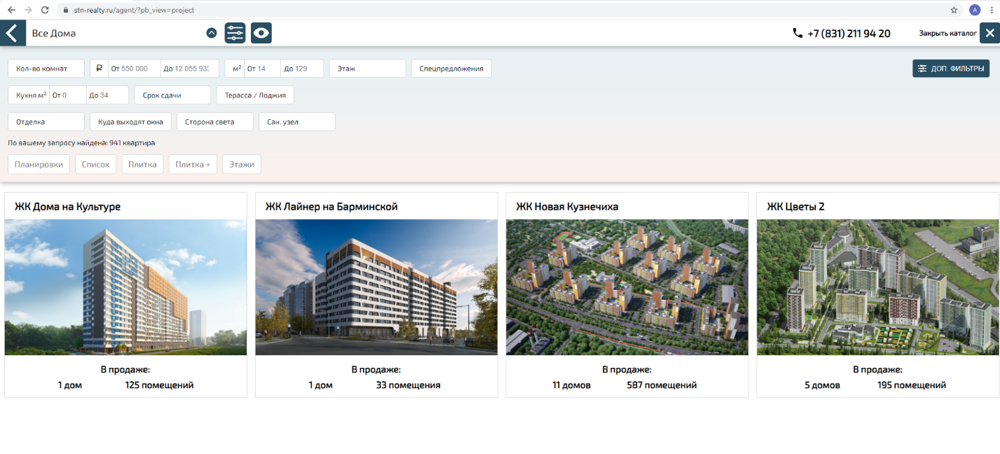 stn-realty.ru/agent/?pb_view=project
A
Все Дома
+7 (831) 211 94 20
Закрыть каталог
Кол-во комнат
₽ От 550 000 До 12 055 932
м² От 14 До 129
Этаж
Спецпредложения
ДОП. ФИЛЬТРЫ
Кухня м² От 0 До 34
Срок сдачи
Терасса / Лоджия
Отделка
Куда выходят окна
Сторона света
Сан. узел
По вашему запросу найдена: 941 квартира
Планировки
Список
Плитка
Плитка +
Этажи
ЖК Дома на Культуре
В продаже:
1 дом 125 помещений
ЖК Лайнер на Барминской
В продаже:
1 дом 33 помещения
ЖК Новая Кузнечиха
В продаже:
11 домов 587 помещений
ЖК Цветы 2
В продаже:
5 домов 195 помещений